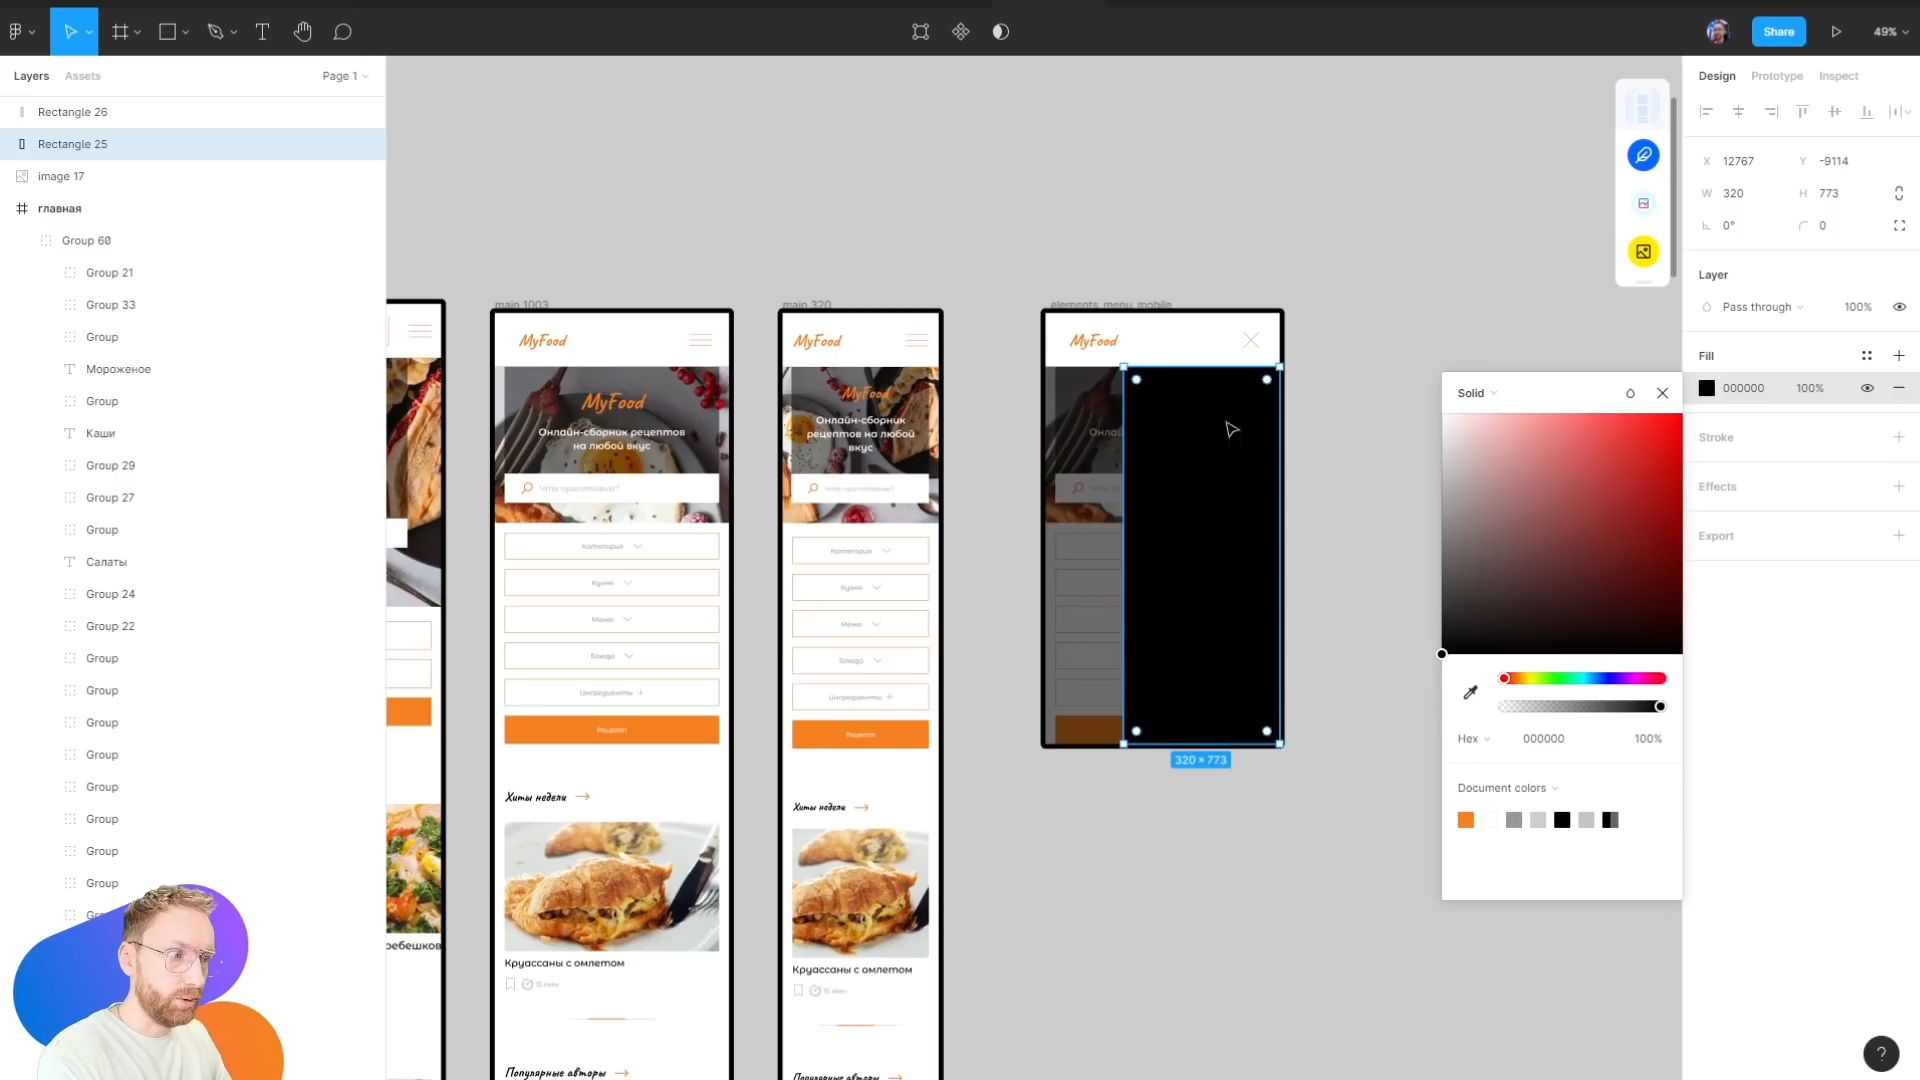 49%
Share
Layers
Assets
Page 1
Rectangle 26
Rectangle 25
image 17
главная
Group 60
Group 21
Group 33
Group
Мороженое
Group
Каши
Group 29
Group 27
Group
Салаты
Group 24
Group 22
Group
Group
Group
Group
Group
Group
Group
Group
ребешков
main 1003
MyFood
MyFood
Онлайн-сборник рецептов
на любой вкус
Что приготовим?
Категория
Кухня
Меню
Блюдо
Ингредиенты +
Рецепт
Хиты недели
Круассаны с омлетом
15 мин
Популярные авторы
main 320
MyFood
MyFood
Онлайн-сборник
рецептов на любой
вкус
Что приготовим?
Категория
Кухня
Меню
Блюдо
Ингредиенты +
Рецепт
Хиты недели
Круассаны с омлетом
15 мин
Популярные авторы
elements_menu_mobile
MyFood
Онлай
320 × 773
Design
Prototype
Inspect
X 12767
Y -9114
W 320
H 773
0°
0
Layer
Pass through
100%
Fill
000000
100%
Stroke
Effects
Export
Solid
Hex
000000
100%
Document colors
?